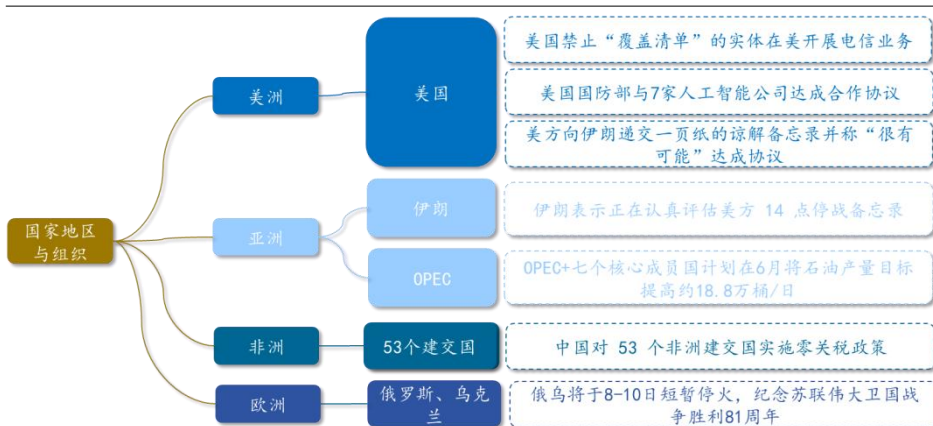 国家地区
与组织
美洲
美国
美国禁止“覆盖清单”的实体在美开展电信业务
美国国防部与7家人工智能公司达成合作协议
美方向伊朗递交一页纸的谅解备忘录并称“很有
可能”达成协议
亚洲
伊朗
伊朗表示正在认真评估美方 14 点停战备忘录
OPEC
OPEC+七个核心成员国计划在6月将石油产量目标
提高约18.8万桶/日
非洲
53个建交国
中国对 53 个非洲建交国实施零关税政策
欧洲
俄罗斯、乌克
兰
俄乌将于8-10日短暂停火，纪念苏联伟大卫国战
争胜利81周年